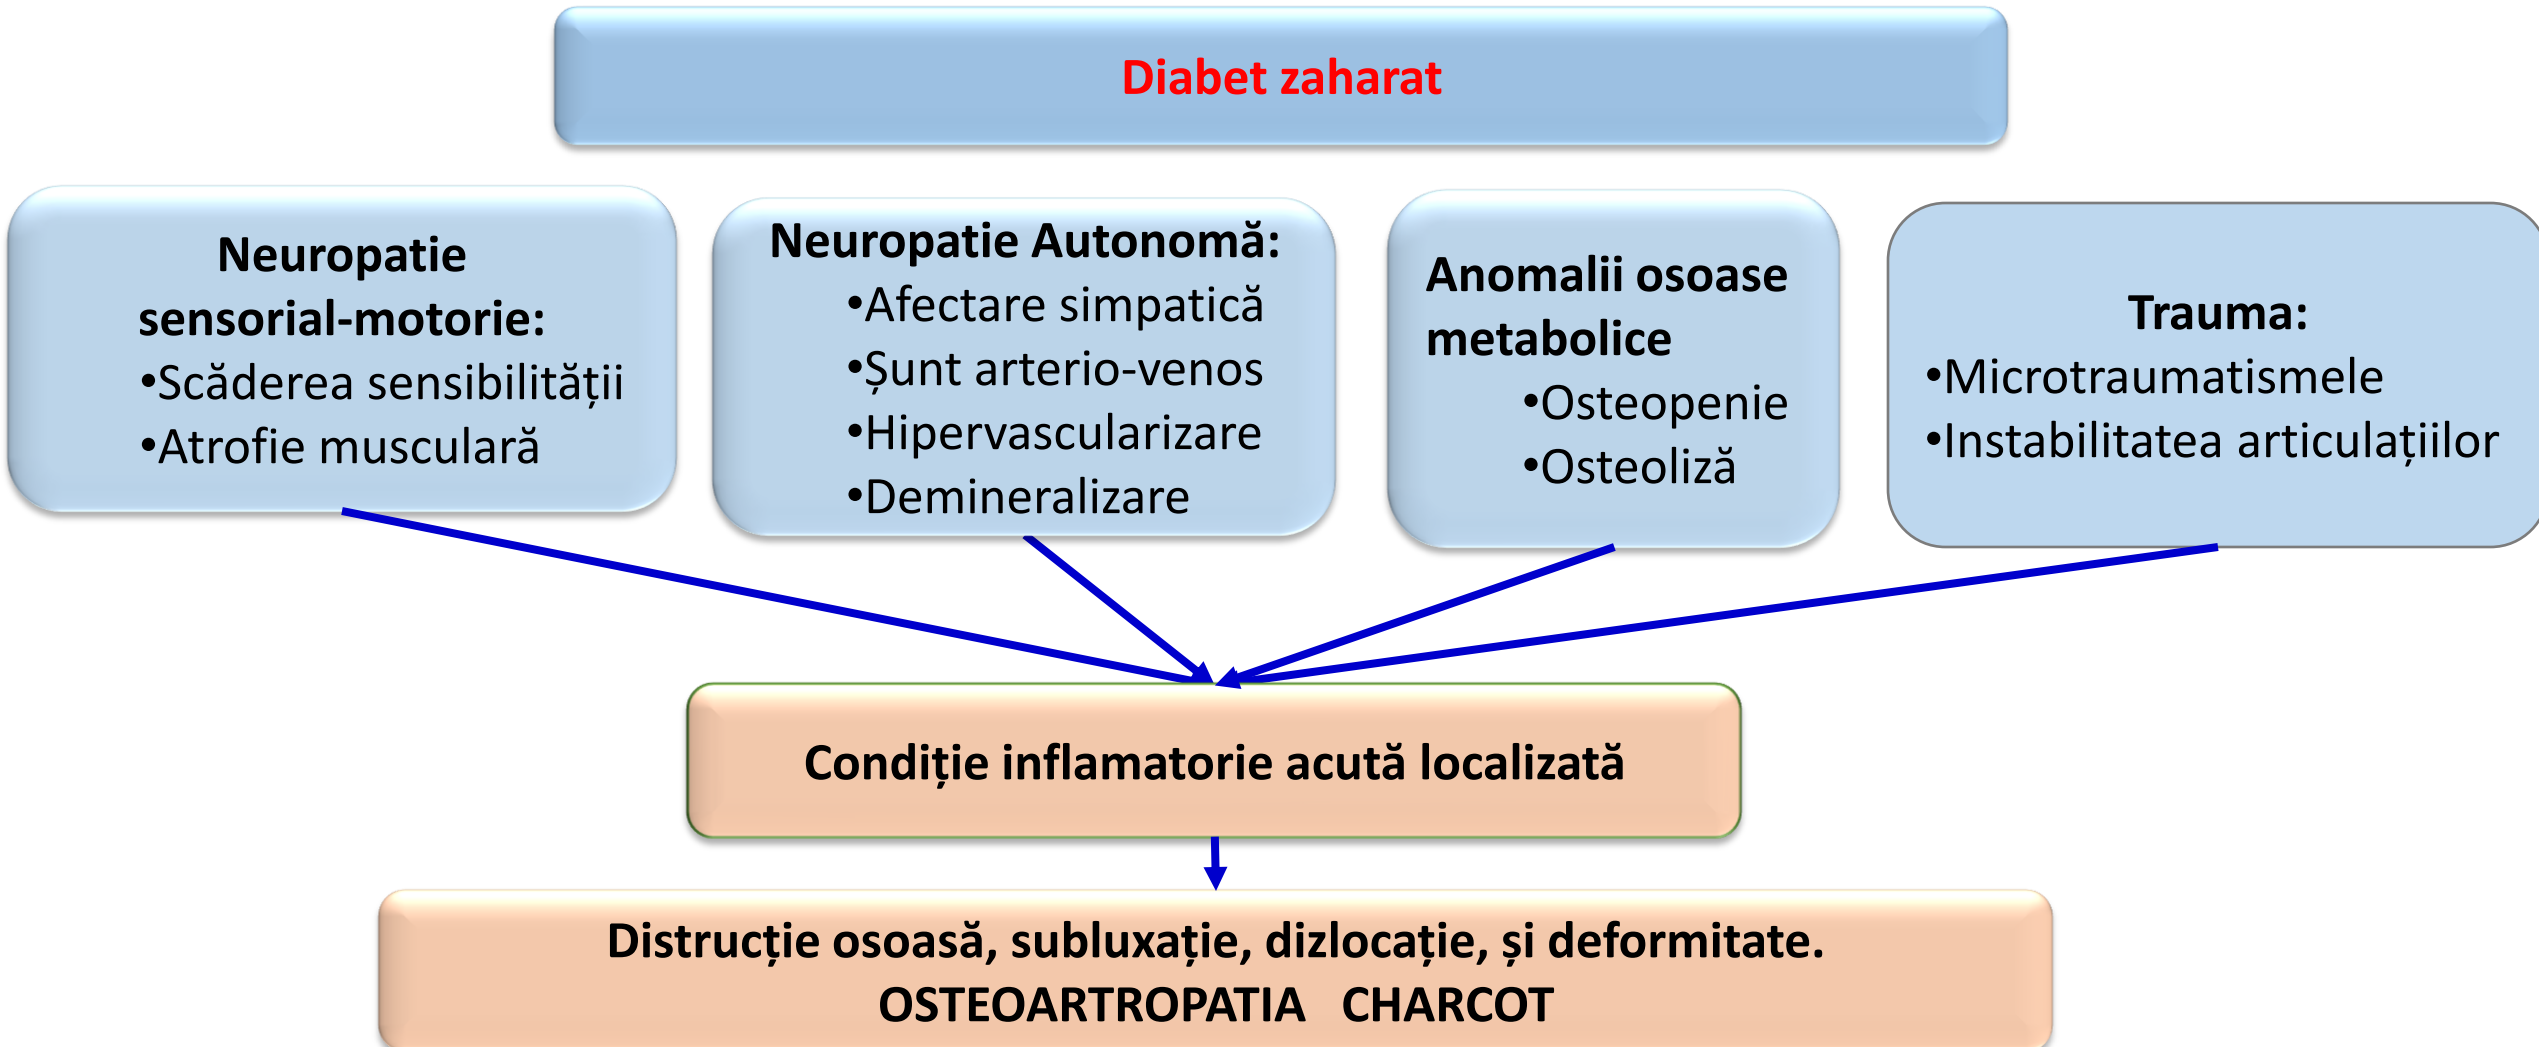 Diabet zaharat
Neuropatie
sensorial-motorie:
•Scăderea sensibilității
•Atrofie musculară
Neuropatie Autonomă:
•Afectare simpatică
•Șunt arterio-venos
•Hipervascularizare
•Demineralizare
Anomalii osoase
metabolice
•Osteopenie
•Osteoliză
Trauma:
•Microtraumatismele
•Instabilitatea articulațiilor
Condiție inflamatorie acută localizată
Distrucție osoasă, subluxație, dizlocație, și deformitate.
OSTEOARTROPATIA CHARCOT